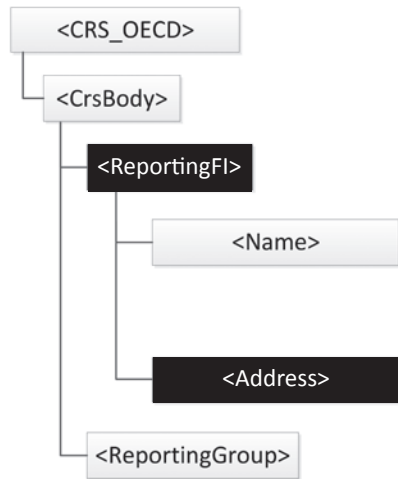 <CRS_OECD>
<CrsBody>
<ReportingFI>
<Name>
<Address>
<ReportingGroup>